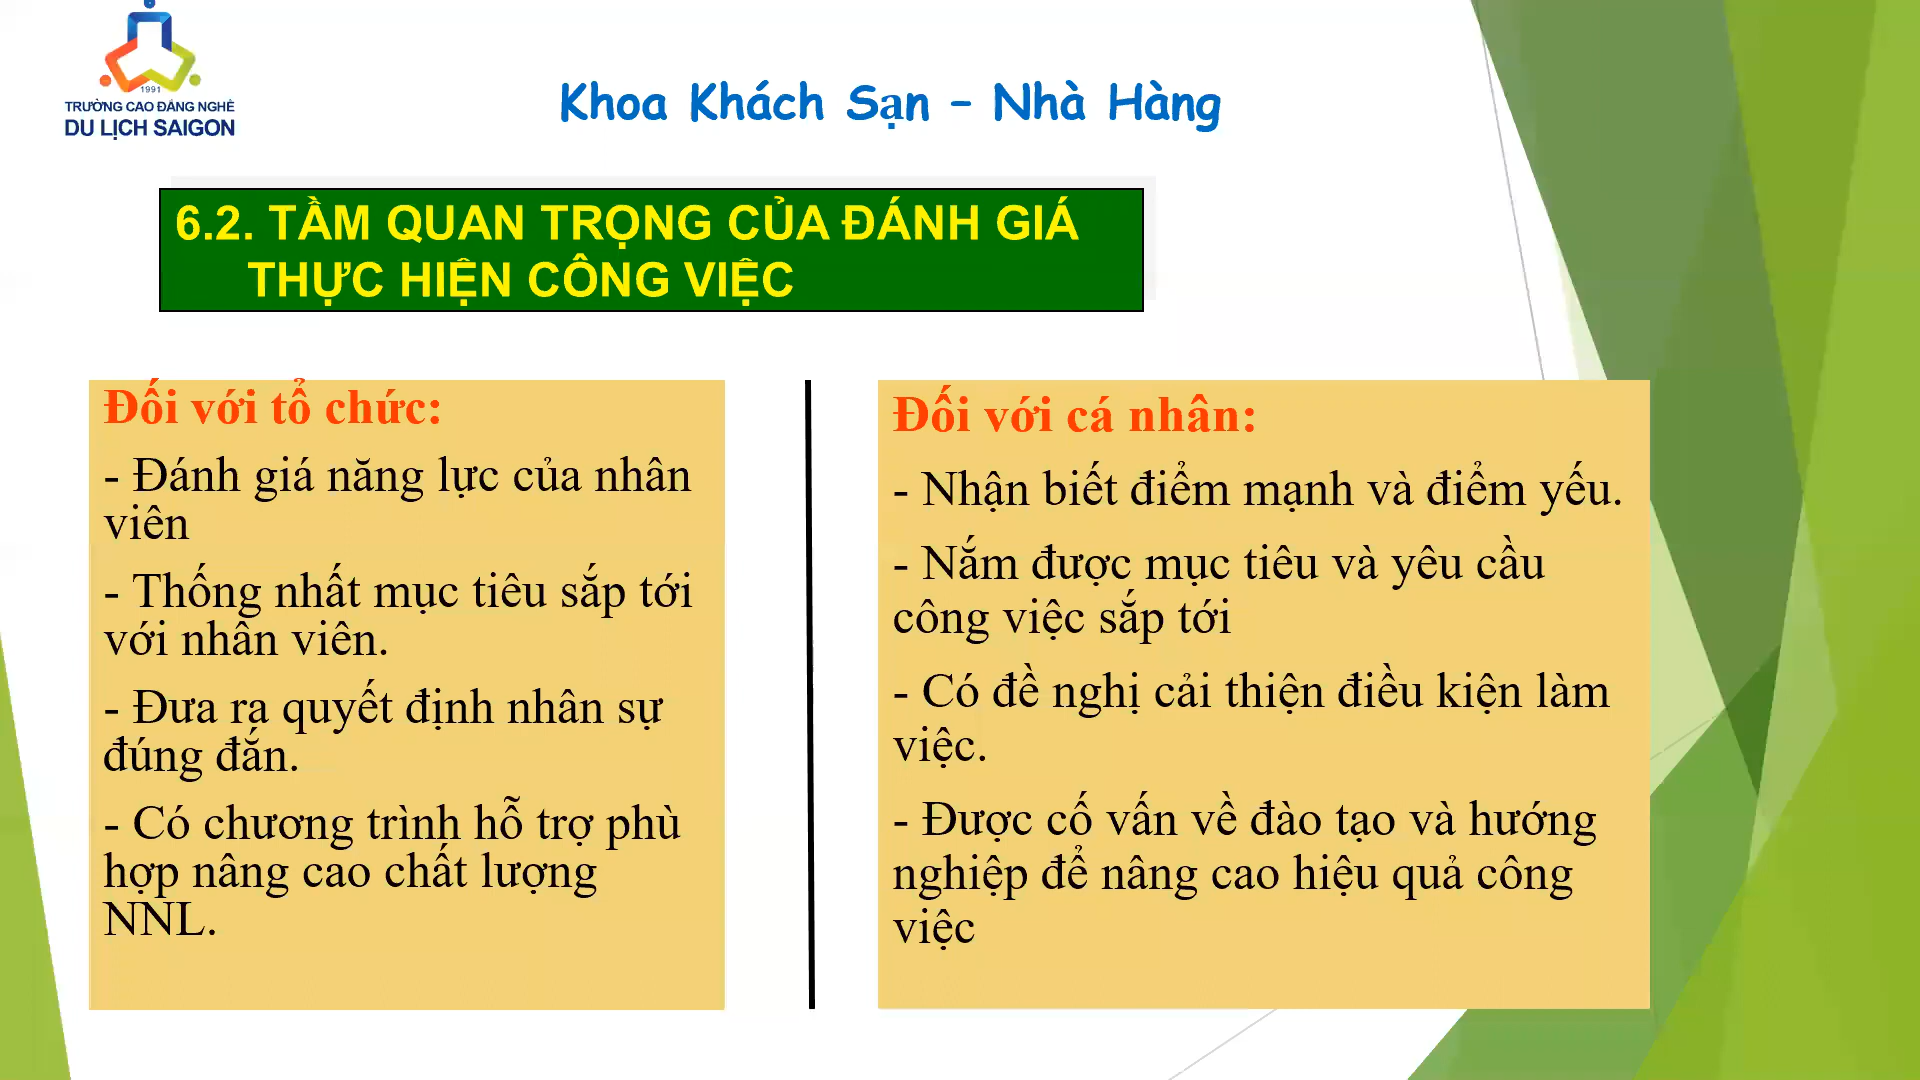 1991
TRƯỜNG CAO ĐẲNG NGHỀ
DU LỊCH SAIGON
Khoa Khách Sạn – Nhà Hàng
6.2. TẦM QUAN TRỌNG CỦA ĐÁNH GIÁ
THỰC HIỆN CÔNG VIỆC
Đối với tổ chức:
- Đánh giá năng lực của nhân
viên
- Thống nhất mục tiêu sắp tới
với nhân viên.
- Đưa ra quyết định nhân sự
đúng đắn.
- Có chương trình hỗ trợ phù
hợp nâng cao chất lượng
NNL.
Đối với cá nhân:
- Nhận biết điểm mạnh và điểm yếu.
- Nắm được mục tiêu và yêu cầu
công việc sắp tới
- Có đề nghị cải thiện điều kiện làm
việc.
- Được cố vấn về đào tạo và hướng
nghiệp để nâng cao hiệu quả công
việc